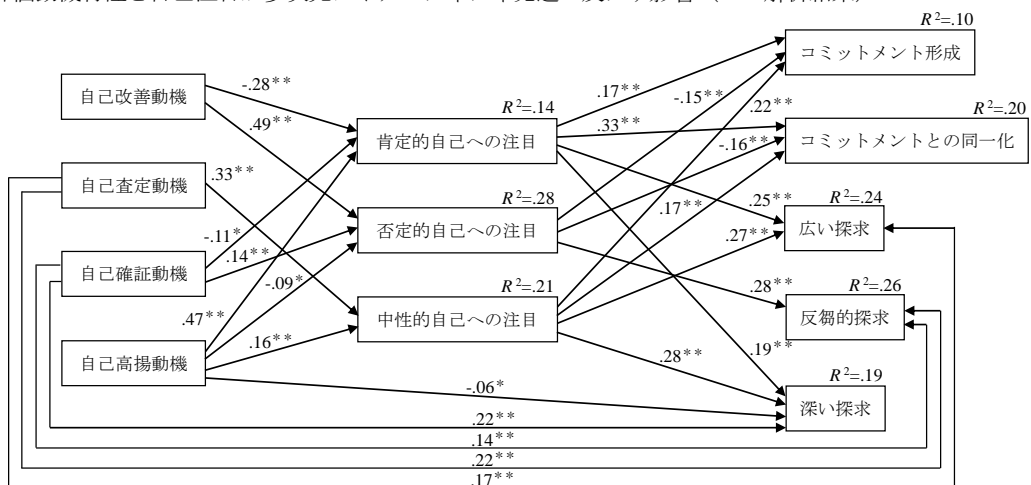 R²=.10
コミットメント形成
自己改善動機
-.28**
.17**
-.15**
.22**
R²=.14
R²=.20
.49**
肯定的自己への注目
.33**
-.16**
コミットメントとの同一化
自己査定動機
.33**
.17**
.25**
R²=.24
R²=.28
-.11*
否定的自己への注目
.27**
広い探求
.14**
自己確証動機
-.09*
R²=.21
.28**
R²=.26
.47**
中性的自己への注目
反芻的探求
自己高揚動機
.16**
.28**
.19**
R²=.19
-.06*
深い探求
.22**
.14**
.22**
.17**